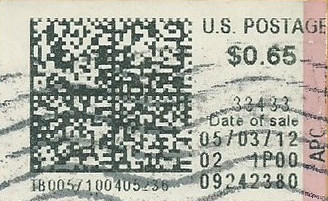 U.S. POSTAGE
$0.65
33433
Date of sale
05/03/12
02 1P00
09242380
IB005/100405236
APC